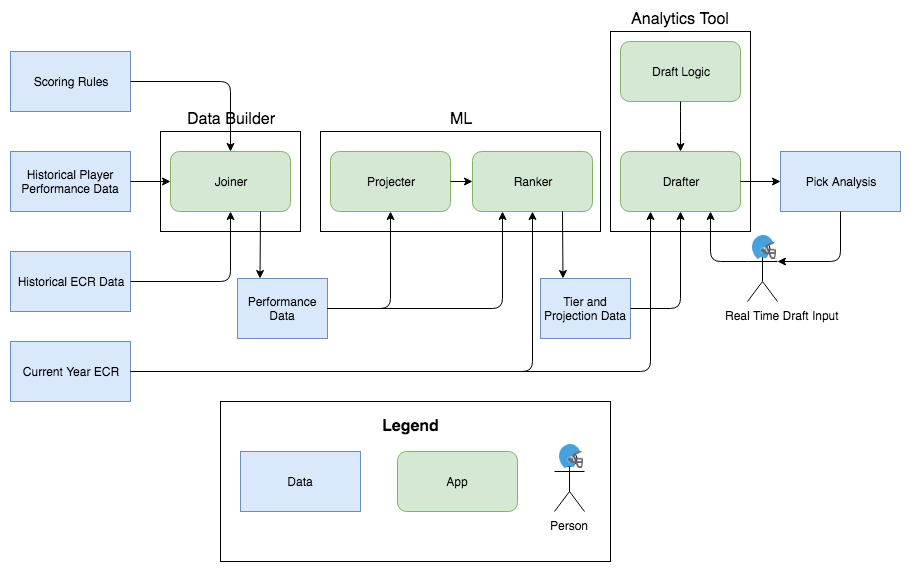 Analytics Tool
Scoring Rules
Draft Logic
Data Builder
ML
Historical Player
Performance Data
Joiner
Projecter
Ranker
Drafter
Pick Analysis
Historical ECR Data
Performance
Data
Tier and
Projection Data
Real Time Draft Input
Current Year ECR
Legend
Data
App
Person